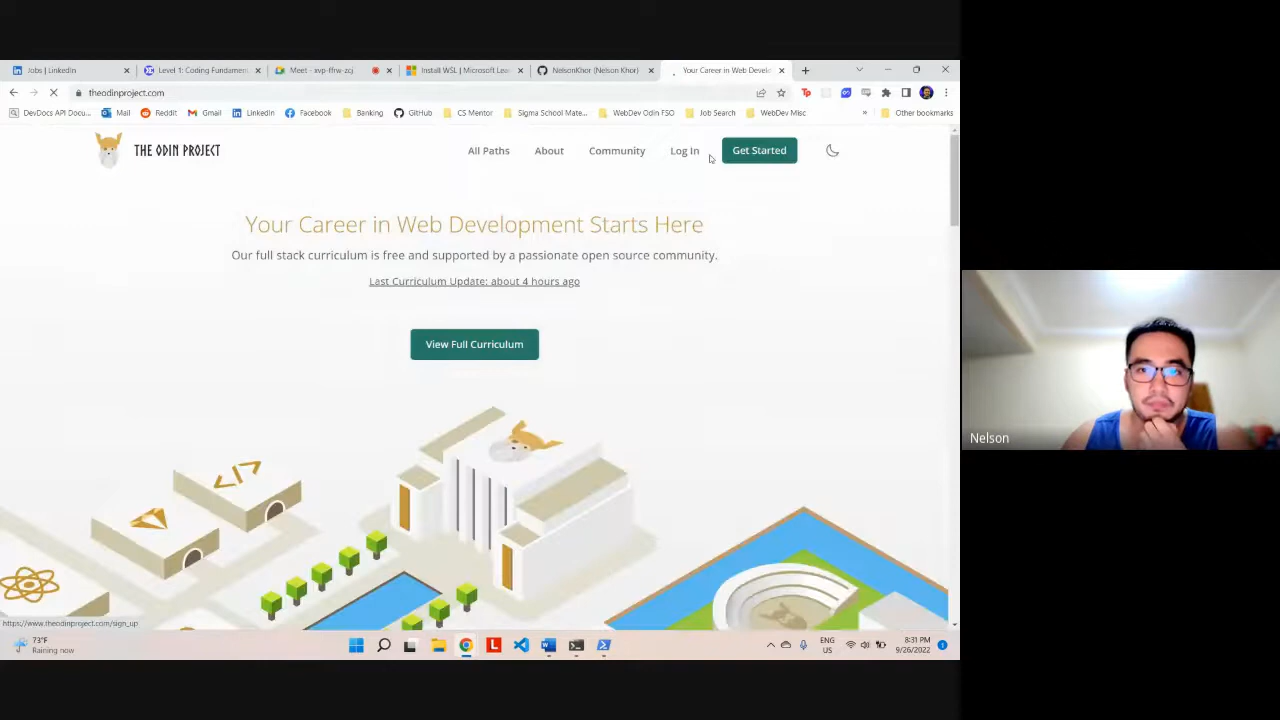 Jobs | LinkedIn
Level 1: Coding Fundamen
Meet - xvp-ffrw-zcj
Install WSL | Microsoft Lea
NelsonKhor (Nelson Khor)
Your Career in Web Develo
theodinproject.com
DevDocs API Docu...
Mail
Reddit
Gmail
LinkedIn
Facebook
Banking
GitHub
CS Mentor
Sigma School Mate...
WebDev Odin FSO
Job Search
WebDev Misc
»
Other bookmarks
THE ODIN PROJECT
All Paths
About
Community
Log In
Get Started
Your Career in Web Development Starts Here
Our full stack curriculum is free and supported by a passionate open source community.
Last Curriculum Update: about 4 hours ago
View Full Curriculum
</>
https://www.theodinproject.com/sign_up
73°F
Raining now
L
ENG
US
8:31 PM
9/26/2022
1
Nelson